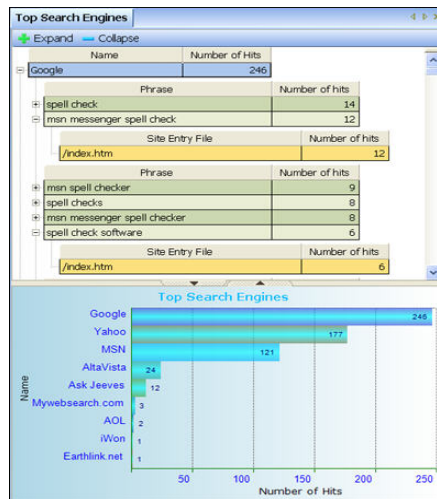 Top Search Engines
Expand Collapse
Name Number of Hits
Google 246
Phrase Number of hits
spell check 14
msn messenger spell check 12
Site Entry File Number of hits
/index.htm 12
Phrase Number of hits
msn spell checker 9
spell checks 8
msn messenger spell checker 8
spell check software 6
Site Entry File Number of hits
/index.htm 6
Top Search Engines
Google 246
Yahoo 177
MSN 121
AltaVista 24
Ask Jeeves 12
Mywebsearch.com 3
AOL 2
iWon 1
Earthlink.net 1
Name
50 100 150 200 250
Number of Hits